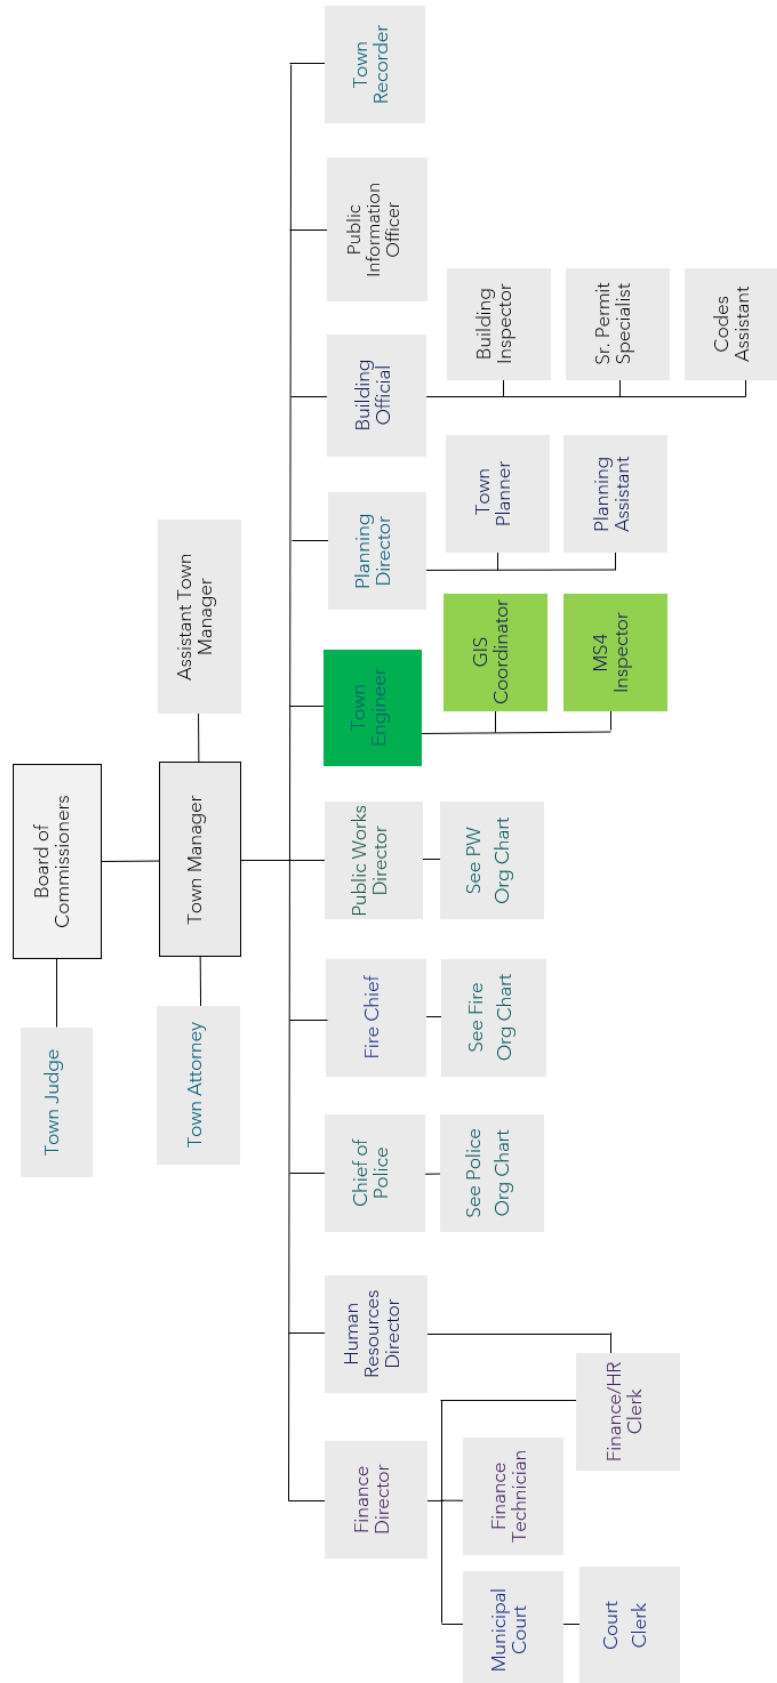 Board of
Commissioners
Town Judge
Town Manager
Assistant Town
Manager
Town Attorney
Finance
Director
Human
Resources
Director
Chief of
Police
Fire Chief
Public Works
Director
Town
Engineer
Planning
Director
Building
Official
Public
Information
Officer
Town
Recorder
Municipal
Court
Finance
Technician
See Police
Org Chart
See Fire
Org Chart
See PW
Org Chart
GIS
Coordinator
Town
Planner
Building
Inspector
Court
Clerk
Finance/HR
Clerk
MS4
Inspector
Planning
Assistant
Sr. Permit
Specialist
Codes
Assistant